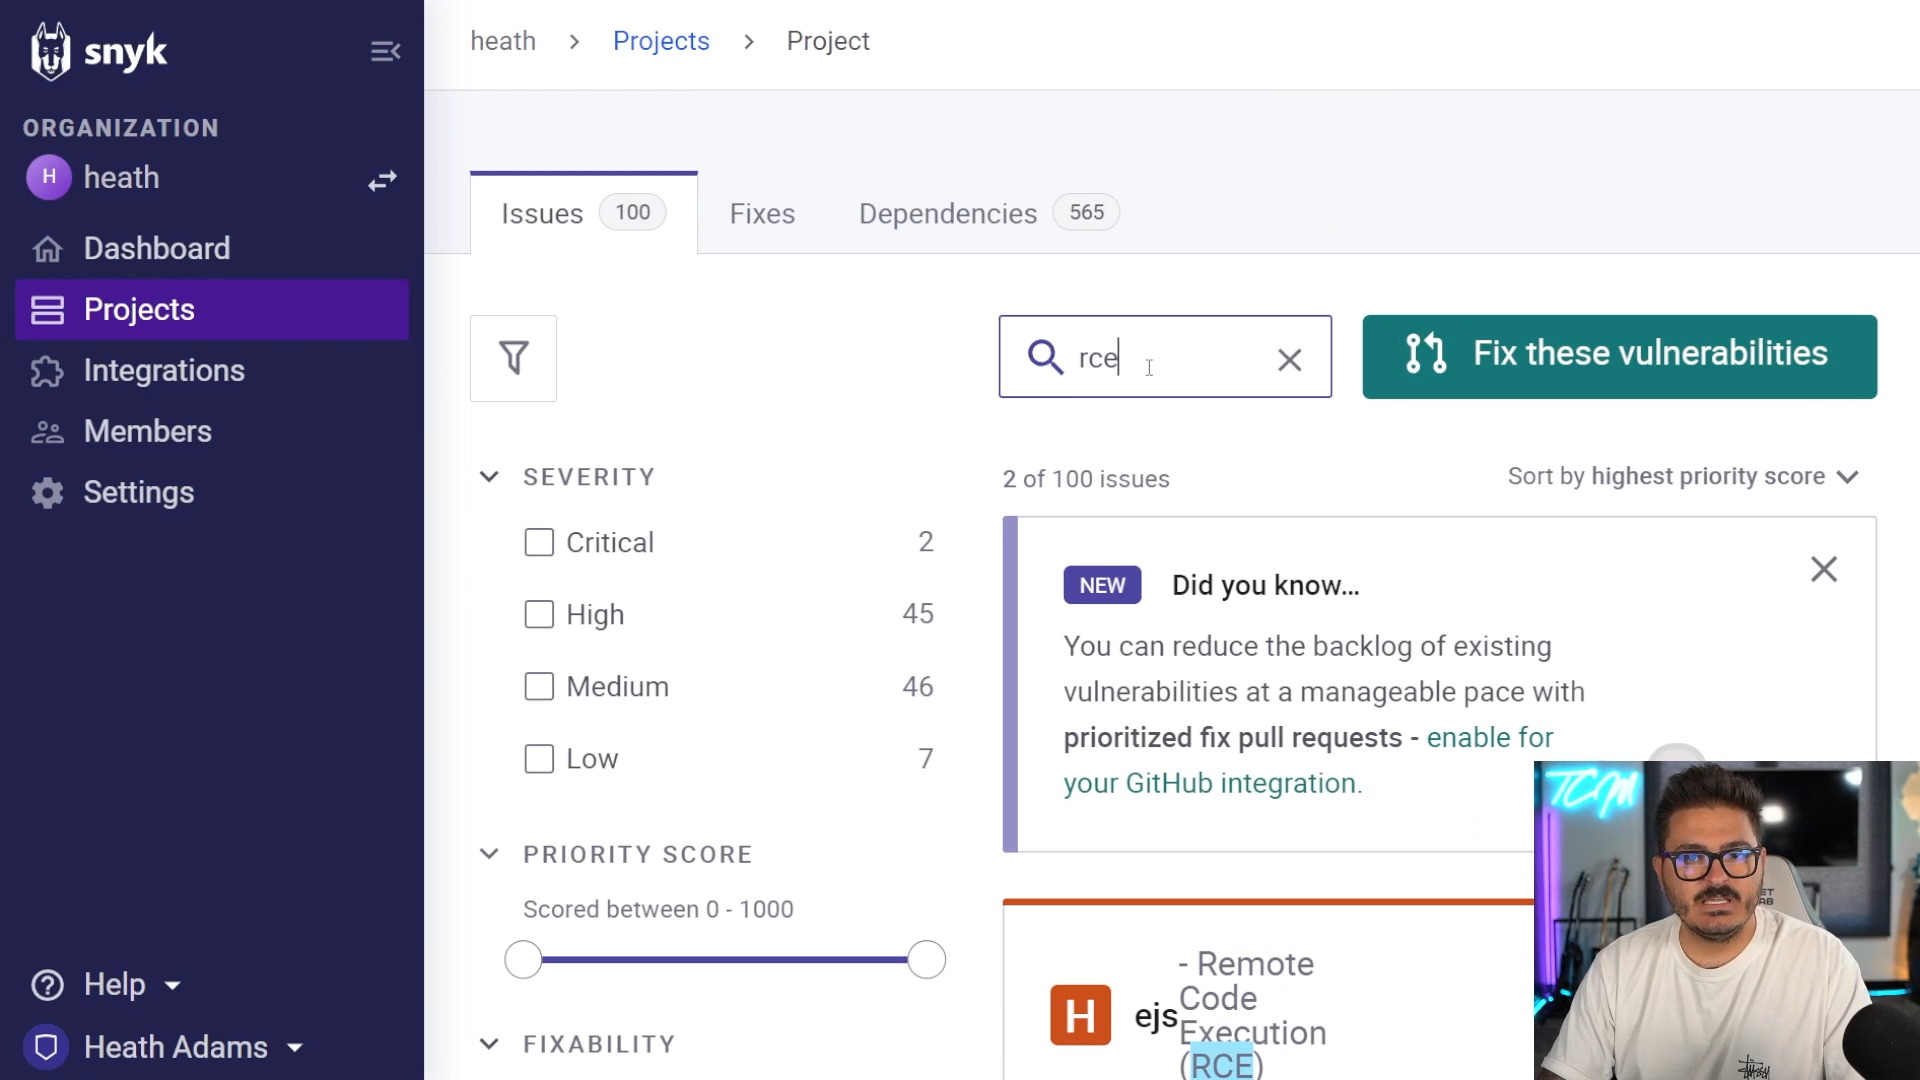 snyk
ORGANIZATION
H heath
Dashboard
Projects
Integrations
Members
Settings
Help
Heath Adams
heath > Projects > Project
Issues 100 Fixes Dependencies 565
rce
Fix these vulnerabilities
SEVERITY
Critical 2
High 45
Medium 46
Low 7
PRIORITY SCORE
Scored between 0 - 1000
FIXABILITY
2 of 100 issues
Sort by highest priority score
NEW Did you know...
You can reduce the backlog of existing
vulnerabilities at a manageable pace with
prioritized fix pull requests - enable for
your GitHub integration.
H ejs
- Remote
Code
Execution
(RCE)
TCM